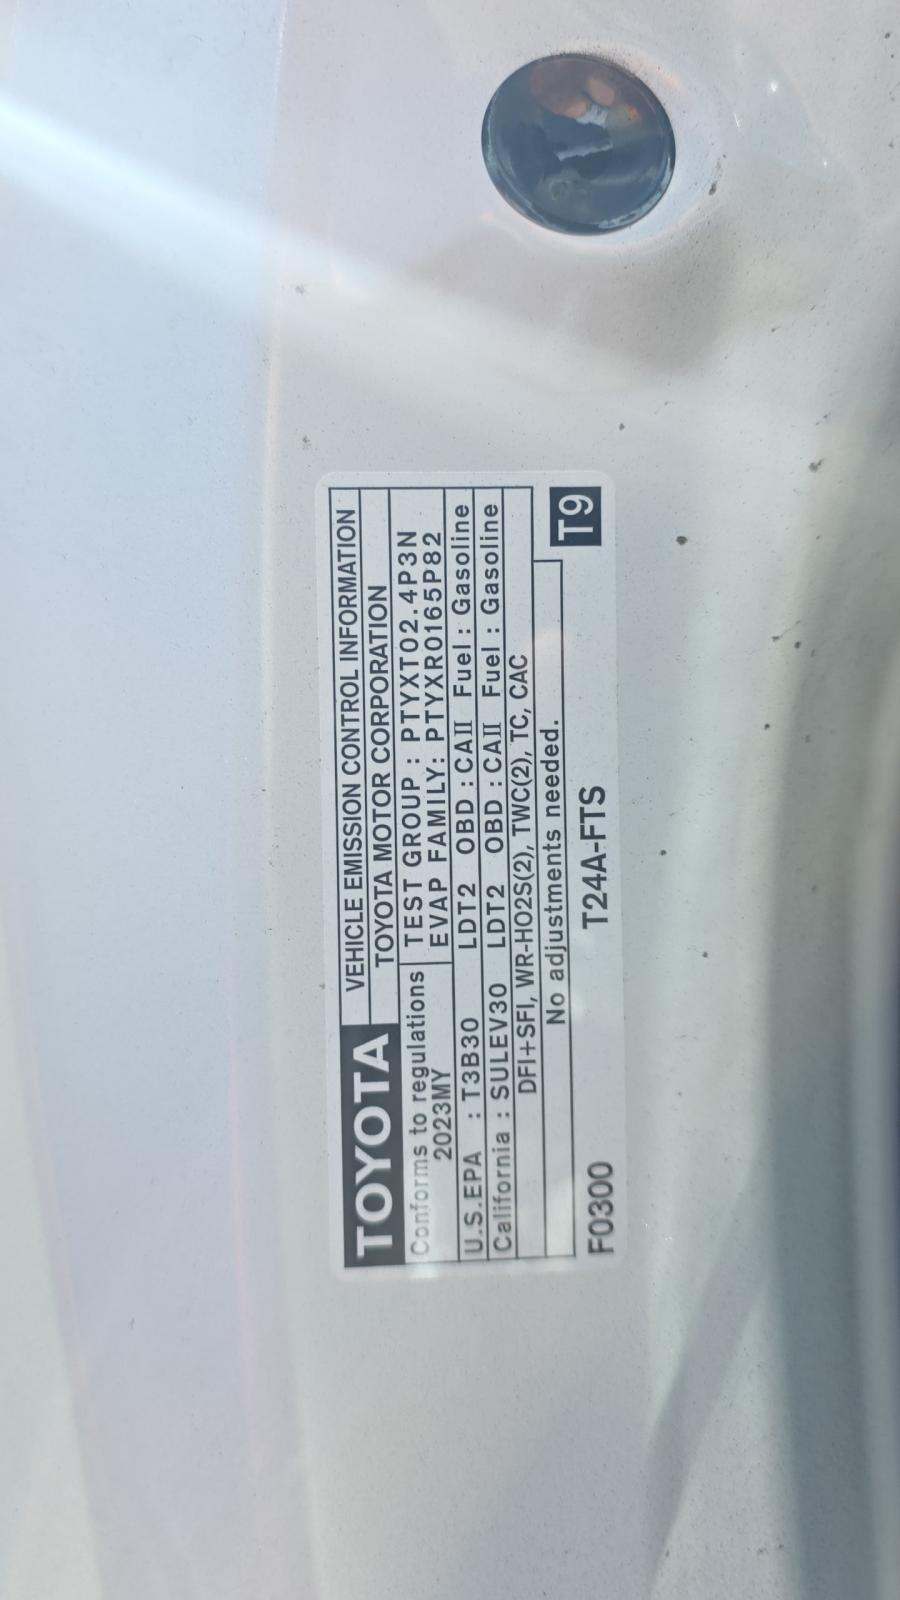 TOYOTA
VEHICLE EMISSION CONTROL INFORMATION
TOYOTA MOTOR CORPORATION
Conforms to regulations
2023MY
TEST GROUP : PTYXT02.4P3N
EVAP FAMILY: PTYXR0165P82
U.S.EPA : T3B30 LDT2 OBD : CAII Fuel : Gasoline
California : SULEV30 LDT2 OBD : CAII Fuel : Gasoline
DFI+SFI, WR-HO2S(2), TWC(2), TC, CAC
No adjustments needed.
F0300 T24A-FTS T9